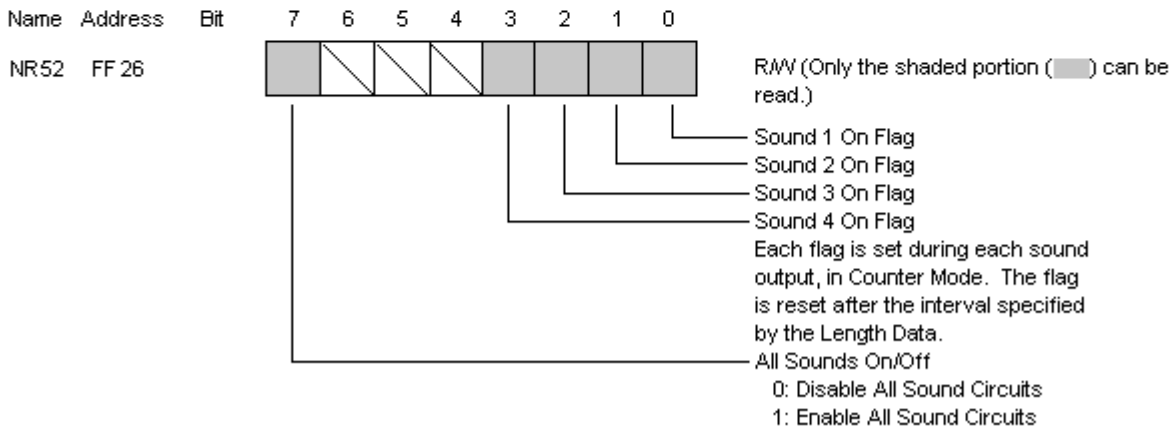 Name Address Bit 7 6 5 4 3 2 1 0
NR52 FF 26
R/W (Only the shaded portion ( ) can be
read.)
Sound 1 On Flag
Sound 2 On Flag
Sound 3 On Flag
Sound 4 On Flag
Each flag is set during each sound
output, in Counter Mode. The flag
is reset after the interval specified
by the Length Data.
All Sounds On/Off
0: Disable All Sound Circuits
1: Enable All Sound Circuits